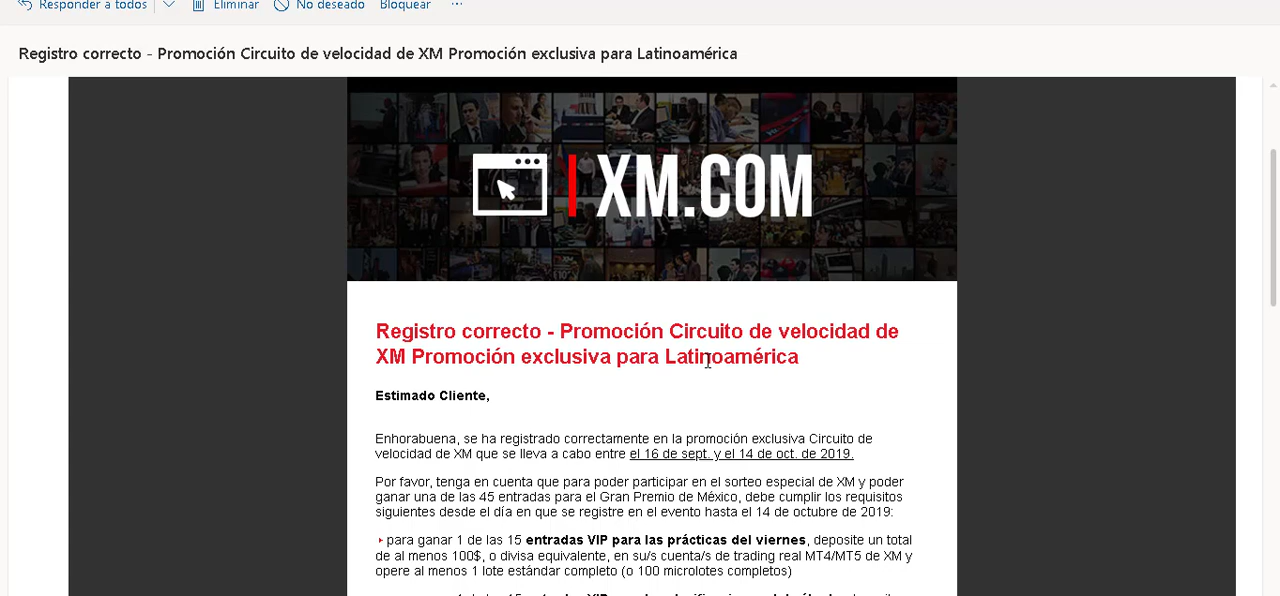 Responder a todos Eliminar No deseado Bloquear ...
Registro correcto - Promoción Circuito de velocidad de XM Promoción exclusiva para Latinoamérica
XM.COM
Registro correcto - Promoción Circuito de velocidad de
XM Promoción exclusiva para Latinoamérica
Estimado Cliente,
Enhorabuena, se ha registrado correctamente en la promoción exclusiva Circuito de
velocidad de XM que se lleva a cabo entre el 16 de sept. y el 14 de oct. de 2019.
Por favor, tenga en cuenta que para poder participar en el sorteo especial de XM y poder
ganar una de las 45 entradas para el Gran Premio de México, debe cumplir los requisitos
siguientes desde el día en que se registre en el evento hasta el 14 de octubre de 2019:
para ganar 1 de las 15 entradas VIP para las prácticas del viernes, deposite un total
de al menos 100$, o divisa equivalente, en su/s cuenta/s de trading real MT4/MT5 de XM y
opere al menos 1 lote estándar completo (o 100 microlotes completos)